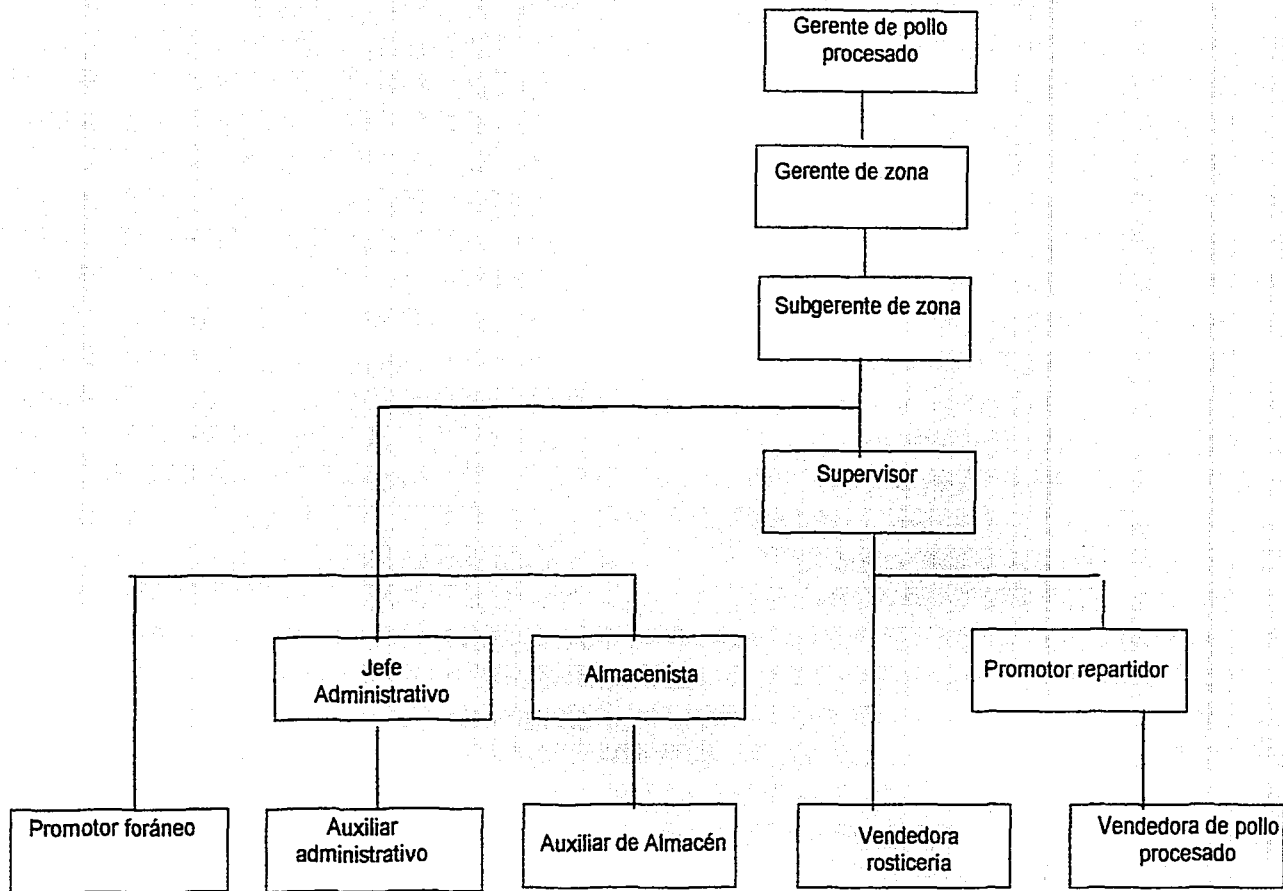 Gerente de pollo
procesado
Gerente de zona
Subgerente de zona
Supervisor
Jefe
Administrativo
Almacenista
Promotor repartidor
Promotor foráneo
Auxiliar
administrativo
Auxiliar de Almacén
Vendedora
rosticeria
Vendedora de pollo
procesado